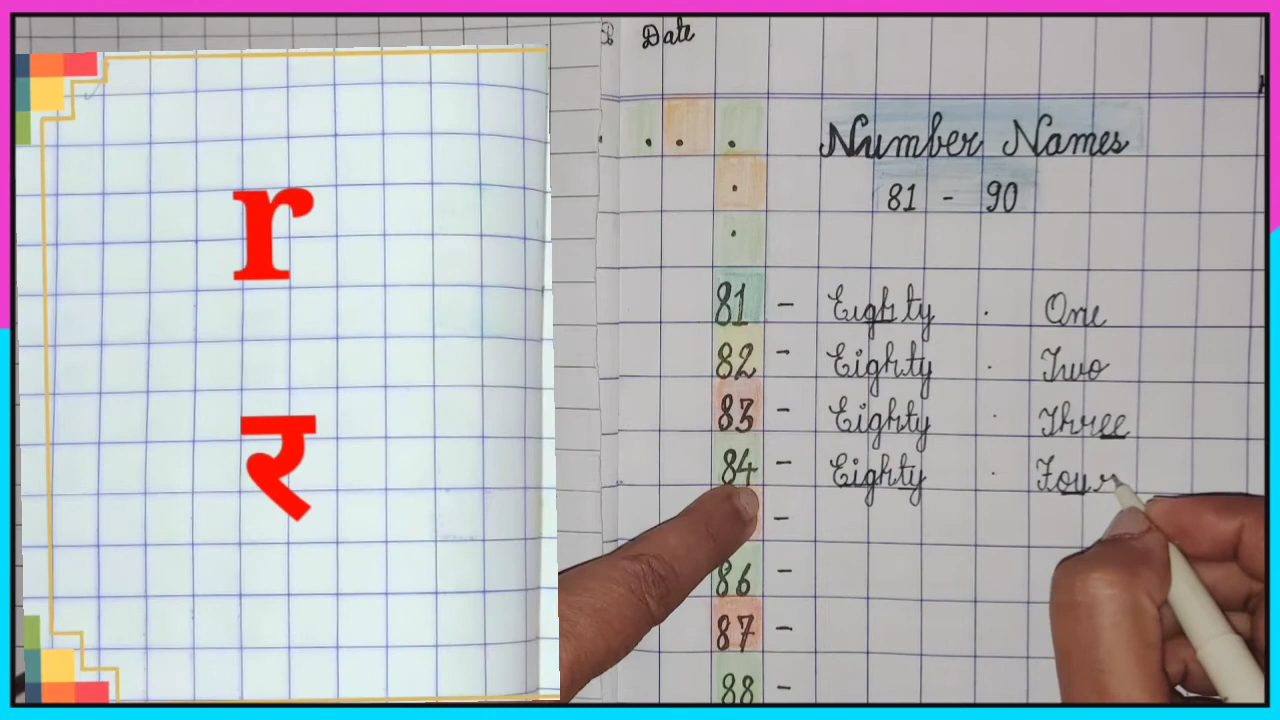 r
र
Date
Number Names
81 - 90
81 - Eighty . One
82 - Eighty . Two
83 - Eighty . Three
84 - Eighty . Four
-
86 -
87 -
88 -